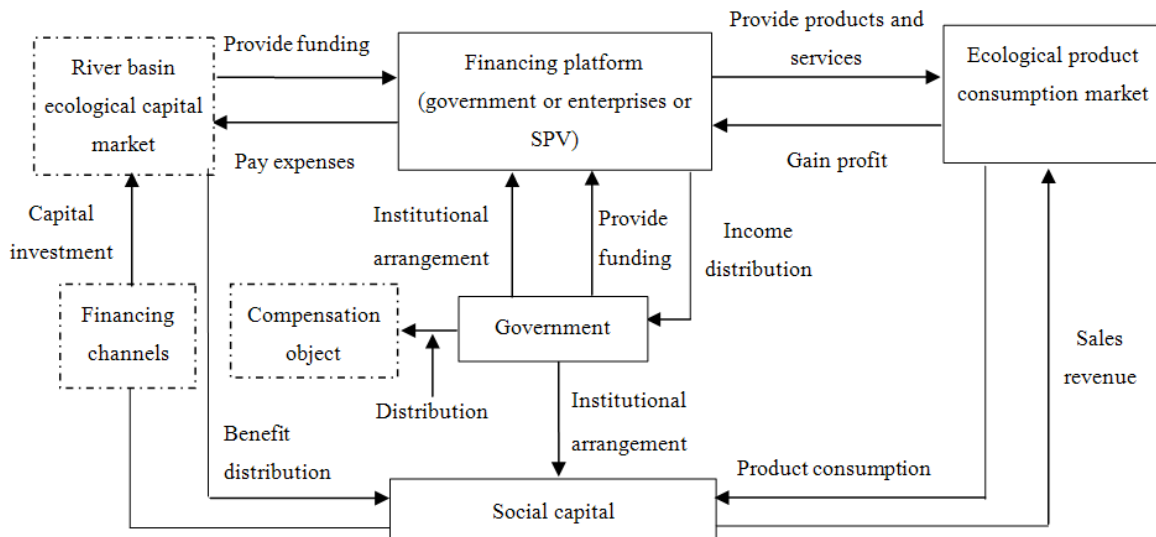 Provide products and
services
Provide funding
River basin
ecological capital
market
Financing platform
(government or enterprises or
SPV)
Ecological product
consumption market
Pay expenses
Gain profit
Capital
investment
Institutional
arrangement
Provide
funding
Income
distribution
Financing
channels
Compensation
object
Government
Sales
revenue
Distribution
Institutional
arrangement
Benefit
distribution
Product consumption
Social capital